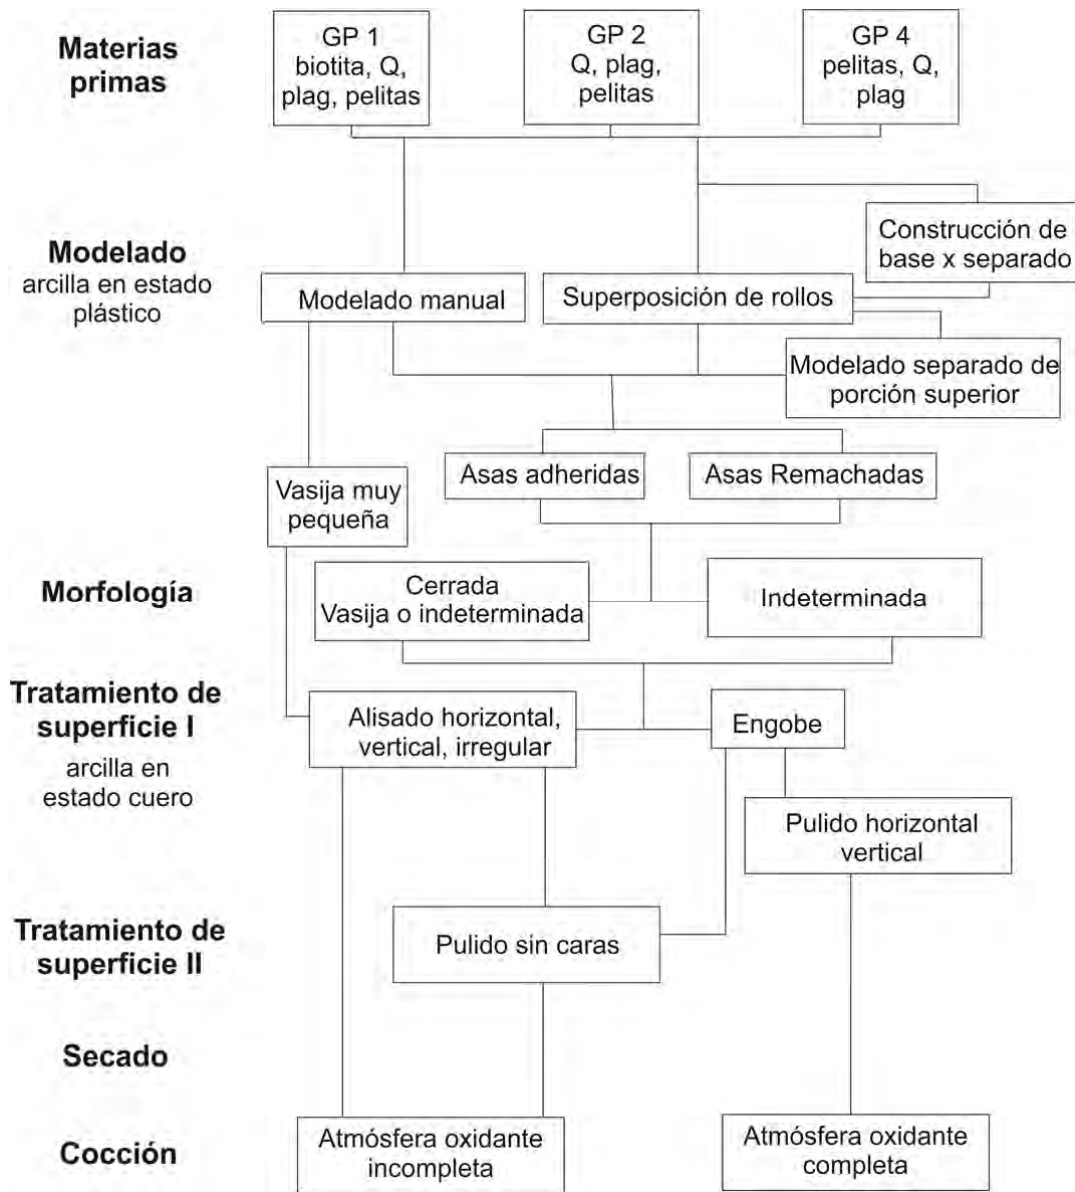 Materias
primas
GP 1
biotita, Q,
plag, pelitas
GP 2
Q, plag,
pelitas
GP 4
pelitas, Q,
plag
Modelado
arcilla en estado
plástico
Construcción de
base x separado
Modelado manual
Superposición de rollos
Modelado separado de
porción superior
Asas adheridas
Asas Remachadas
Vasija muy
pequeña
Morfología
Cerrada
Vasija o indeterminada
Indeterminada
Tratamiento de
superficie I
arcilla en
estado cuero
Alisado horizontal,
vertical, irregular
Engobe
Pulido horizontal
vertical
Tratamiento de
superficie II
Pulido sin caras
Secado
Cocción
Atmósfera oxidante
incompleta
Atmósfera oxidante
completa